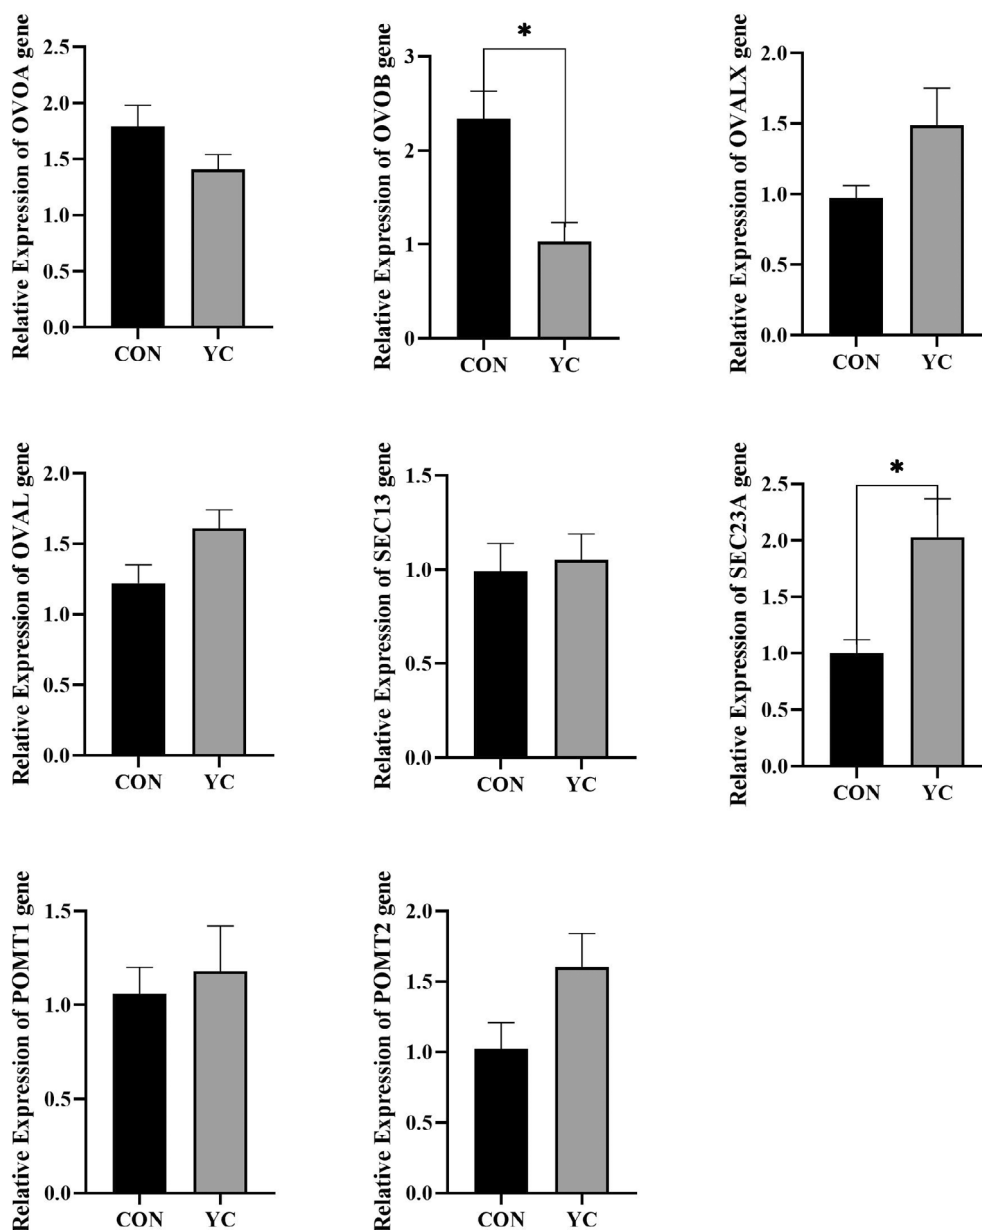 Relative Expression of OVOA gene
2.5
2.0
1.5
1.0
0.5
0.0
CON YC
Relative Expression of OVOB gene
3
2
1
0
*
CON YC
Relative Expression of OVALX gene
2.0
1.5
1.0
0.5
0.0
CON YC
Relative Expression of OVAL gene
2.0
1.5
1.0
0.5
0.0
CON YC
Relative Expression of SEC13 gene
1.5
1.0
0.5
0.0
CON YC
Relative Expression of SEC23A gene
2.5
2.0
1.5
1.0
0.5
0.0
*
CON YC
Relative Expression of POMT1 gene
1.5
1.0
0.5
0.0
CON YC
Relative Expression of POMT2 gene
2.0
1.5
1.0
0.5
0.0
CON YC